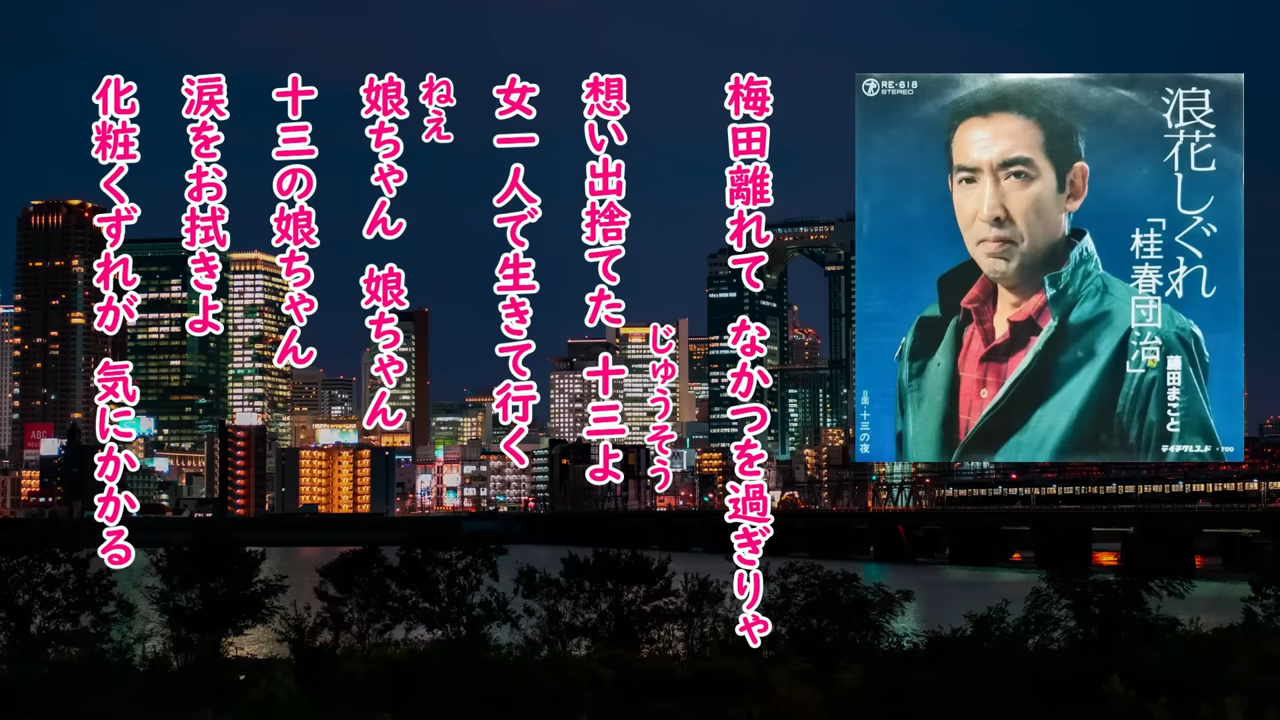 梅田離れて なかつを過ぎりゃ
じゅうそう
想い出捨てた 十三よ
女一人で生きて行く
ねぇ
娘ちゃん 娘ちゃん
十三の娘ちゃん
涙をお拭きよ
化粧くずれが 気にかかる
RE-618
STEREO
浪花しぐれ
「桂春団治」
藤田まこと
B面・十三の夜
テイチクレコード ¥700
ABC